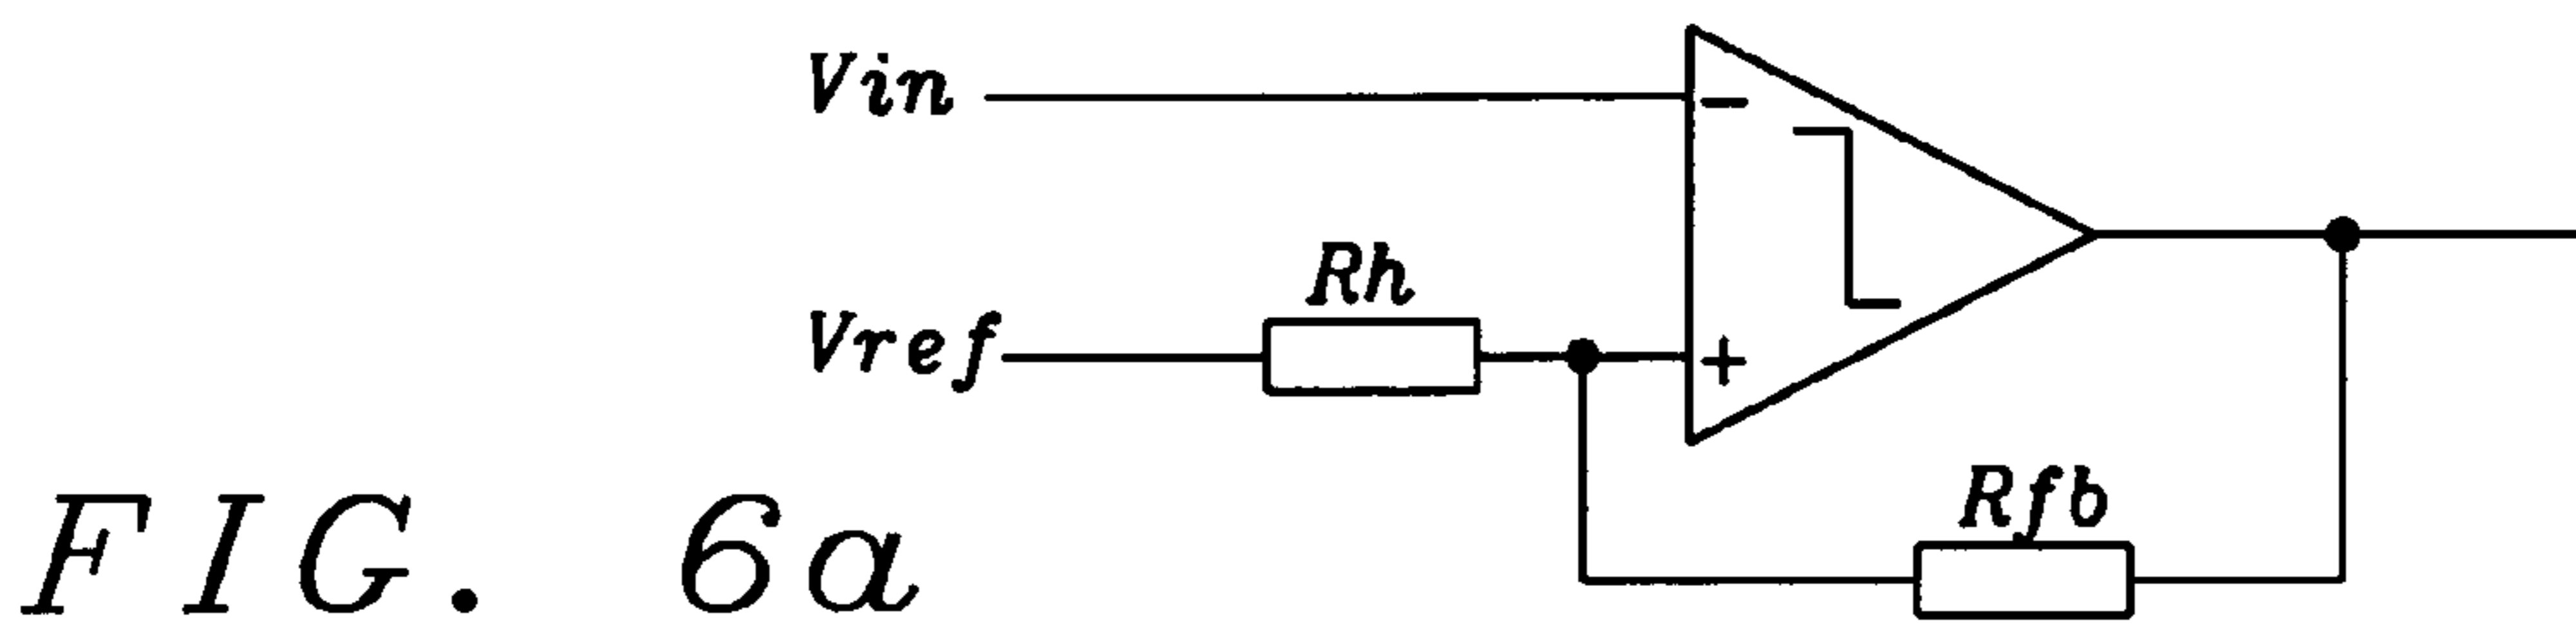 Vin
-
Rh
Vref
+
Rfb
FIG. 6a